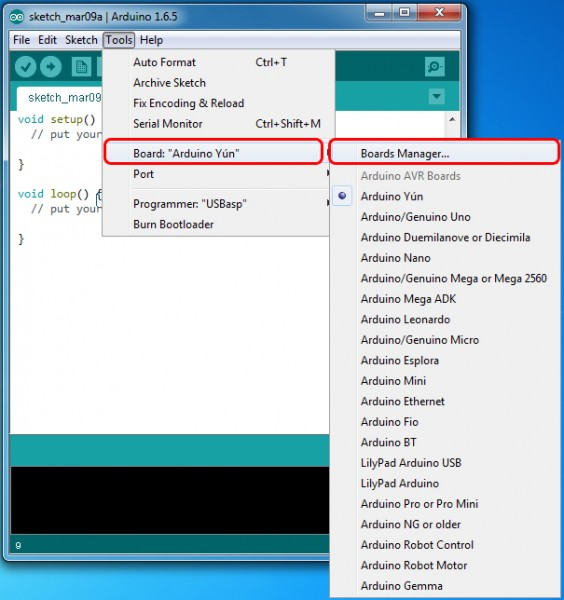 sketch_mar09a | Arduino 1.6.5
File Edit Sketch Tools Help
Auto Format Ctrl+T
Archive Sketch
Fix Encoding & Reload
Serial Monitor Ctrl+Shift+M
Board: "Arduino Yún"
Port
Programmer: "USBasp"
Burn Bootloader
sketch_mar09
void setup()
// put your
}
void loop() {
// put your
}
9
Boards Manager...
Arduino AVR Boards
Arduino Yún
Arduino/Genuino Uno
Arduino Duemilanove or Diecimila
Arduino Nano
Arduino/Genuino Mega or Mega 2560
Arduino Mega ADK
Arduino Leonardo
Arduino/Genuino Micro
Arduino Esplora
Arduino Mini
Arduino Ethernet
Arduino Fio
Arduino BT
LilyPad Arduino USB
LilyPad Arduino
Arduino Pro or Pro Mini
Arduino NG or older
Arduino Robot Control
Arduino Robot Motor
Arduino Gemma